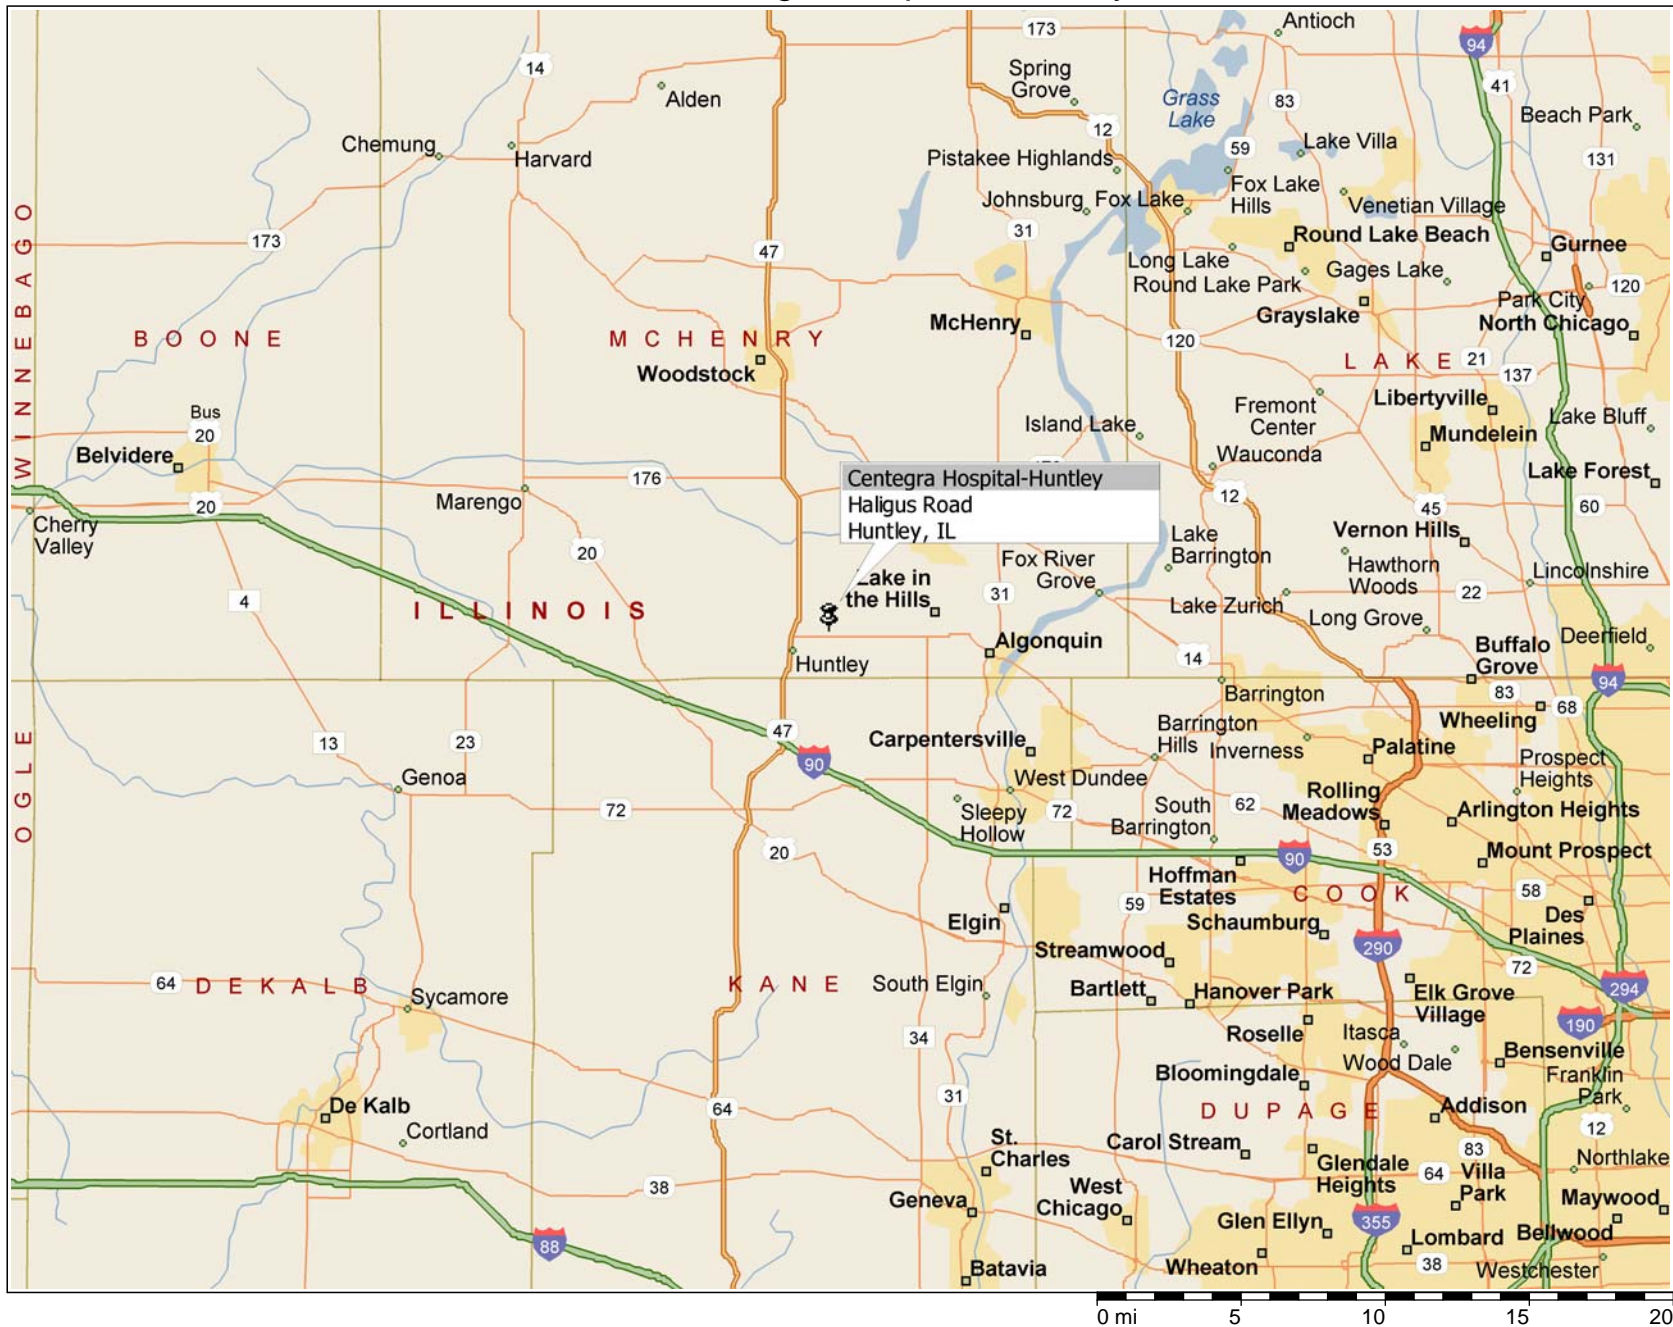 173
Antioch
94
14
Spring
Grove
41
Alden
Grass
Lake
83
Beach Park
12
Chemung
Harvard
Pistakee Highlands
59
Lake Villa
131
Johnsburg
Fox Lake
Fox Lake
Hills
Venetian Village
WINNEBAGO
173
47
31
Round Lake Beach
Gurnee
Long Lake
Round Lake Park
Gages Lake
120
Park City
BOONE
MCHENRY
McHenry
Grayslake
North Chicago
120
LAKE
21
137
Woodstock
Libertyville
Lake Bluff
Bus
20
Island Lake
Fremont
Center
Mundelein
Belvidere
Wauconda
Lake Forest
176
Centegra Hospital-Huntley
Haligus Road
Huntley, IL
Marengo
20
12
45
60
Cherry
Valley
Vernon Hills
Lake
Barrington
20
Fox River
Grove
Hawthorn
Woods
Lincolnshire
4
ILLINOIS
Lake in
the Hills
31
Lake Zurich
22
Long Grove
Algonquin
Buffalo
Grove
Deerfield
Huntley
14
94
Barrington
83
68
OGLE
13
23
47
90
Carpentersville
Barrington
Hills
Inverness
Wheeling
Palatine
Prospect
Heights
Genoa
West Dundee
Rolling
Meadows
72
Sleepy
Hollow
72
South
Barrington
62
Arlington Heights
20
90
53
Mount Prospect
Hoffman
Estates
COOK
58
59
Elgin
Schaumburg
Des
Plaines
Streamwood
290
72
64
DEKALB
KANE
South Elgin
Bartlett
Hanover Park
Elk Grove
Village
294
Sycamore
190
34
Roselle
Itasca
Wood Dale
Bensenville
Bloomingdale
Franklin
Park
De Kalb
64
31
DUPAGE
Addison
Cortland
12
St.
Charles
Carol Stream
83
Northlake
Glendale
Heights
64
Villa
Park
38
Geneva
West
Chicago
Maywood
Glen Ellyn
355
Bellwood
88
Lombard
Batavia
Wheaton
38
Westchester
0 mi
5
10
15
20